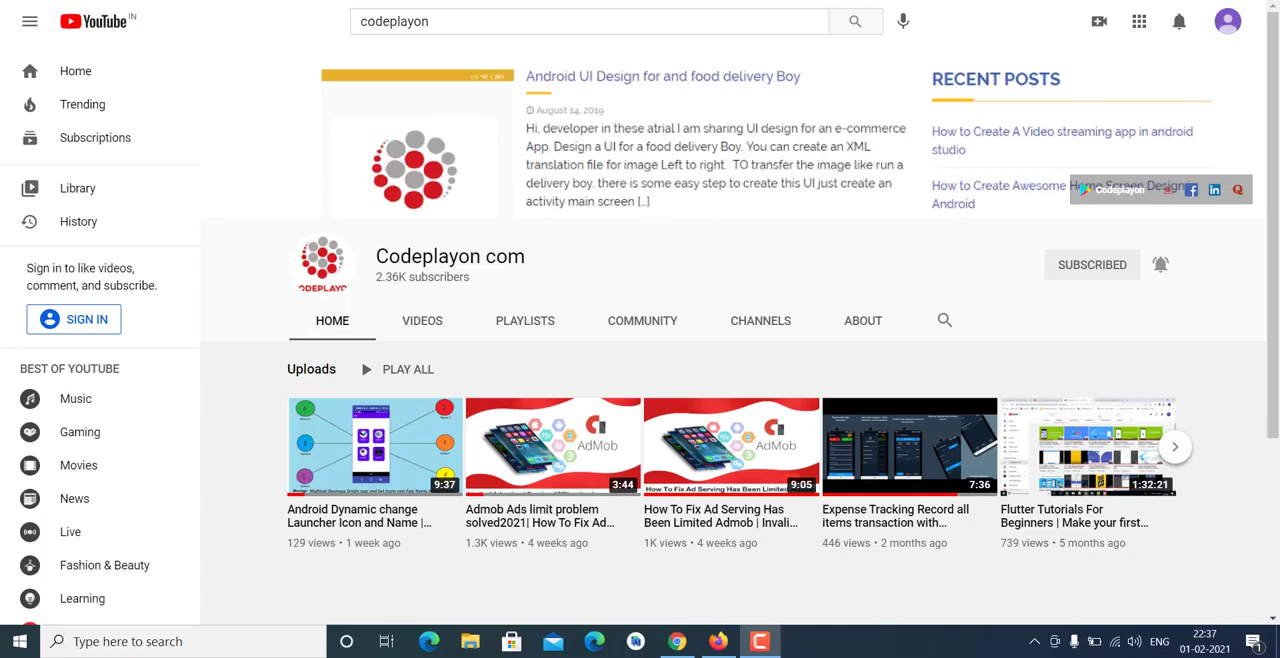 YouTube IN
codeplayon
Home
Trending
Subscriptions
Library
History
Sign in to like videos,
comment, and subscribe.
SIGN IN
BEST OF YOUTUBE
Music
Gaming
Movies
News
Live
Fashion & Beauty
Learning
Android UI Design for and food delivery Boy
August 14, 2019
Hi, developer in these atrial I am sharing UI design for an e-commerce
App. Design a UI for a food delivery Boy. You can create an XML
translation file for image Left to right. TO transfer the image like run a
delivery boy. there is some easy step to create this UI just create an
activity main screen [...]
RECENT POSTS
How to Create A Video streaming app in android
studio
How to Create Awesome Home Screen Design
Android
Codeplayon
Codeplayon com
2.36K subscribers
SUBSCRIBED
HOME
VIDEOS
PLAYLISTS
COMMUNITY
CHANNELS
ABOUT
Uploads
PLAY ALL
9:37
Android Dynamic change
Launcher Icon and Name |...
129 views • 1 week ago
AdMob
3:44
Admob Ads limit problem
solved2021| How To Fix Ad...
1.3K views • 4 weeks ago
AdMob
How To Fix Ad Serving Has Been Limited
9:05
How To Fix Ad Serving Has
Been Limited Admob | Invali...
1K views • 4 weeks ago
7:36
Expense Tracking Record all
items transaction with...
446 views • 2 months ago
1:32:21
Flutter Tutorials For
Beginners | Make your first...
739 views • 5 months ago
Type here to search
ENG
22:37
01-02-2021
1